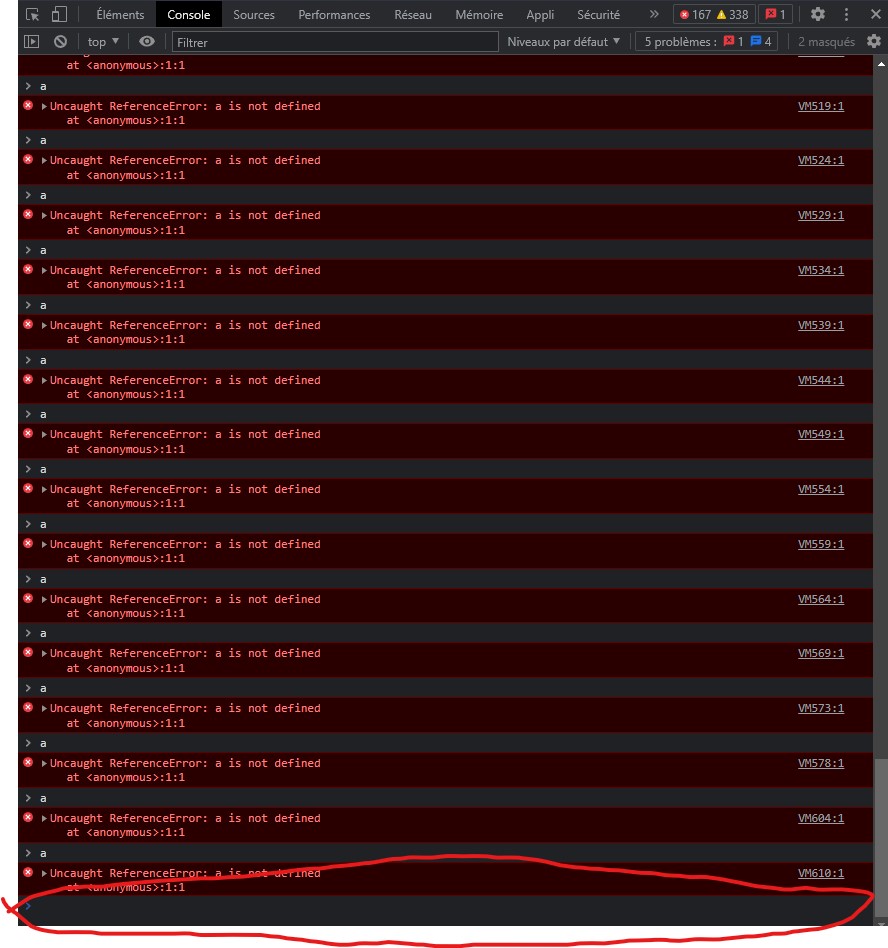 Éléments Console Sources Performances Réseau Mémoire Appli Sécurité » 167 338 1
top Filtrer Niveaux par défaut 5 problèmes : 1 4 2 masqués
at <anonymous>:1:1
> a
Uncaught ReferenceError: a is not defined VM519:1
at <anonymous>:1:1
> a
Uncaught ReferenceError: a is not defined VM524:1
at <anonymous>:1:1
> a
Uncaught ReferenceError: a is not defined VM529:1
at <anonymous>:1:1
> a
Uncaught ReferenceError: a is not defined VM534:1
at <anonymous>:1:1
> a
Uncaught ReferenceError: a is not defined VM539:1
at <anonymous>:1:1
> a
Uncaught ReferenceError: a is not defined VM544:1
at <anonymous>:1:1
> a
Uncaught ReferenceError: a is not defined VM549:1
at <anonymous>:1:1
> a
Uncaught ReferenceError: a is not defined VM554:1
at <anonymous>:1:1
> a
Uncaught ReferenceError: a is not defined VM559:1
at <anonymous>:1:1
> a
Uncaught ReferenceError: a is not defined VM564:1
at <anonymous>:1:1
> a
Uncaught ReferenceError: a is not defined VM569:1
at <anonymous>:1:1
> a
Uncaught ReferenceError: a is not defined VM573:1
at <anonymous>:1:1
> a
Uncaught ReferenceError: a is not defined VM578:1
at <anonymous>:1:1
> a
Uncaught ReferenceError: a is not defined VM604:1
at <anonymous>:1:1
> a
Uncaught ReferenceError: a is not defined VM610:1
at <anonymous>:1:1
>